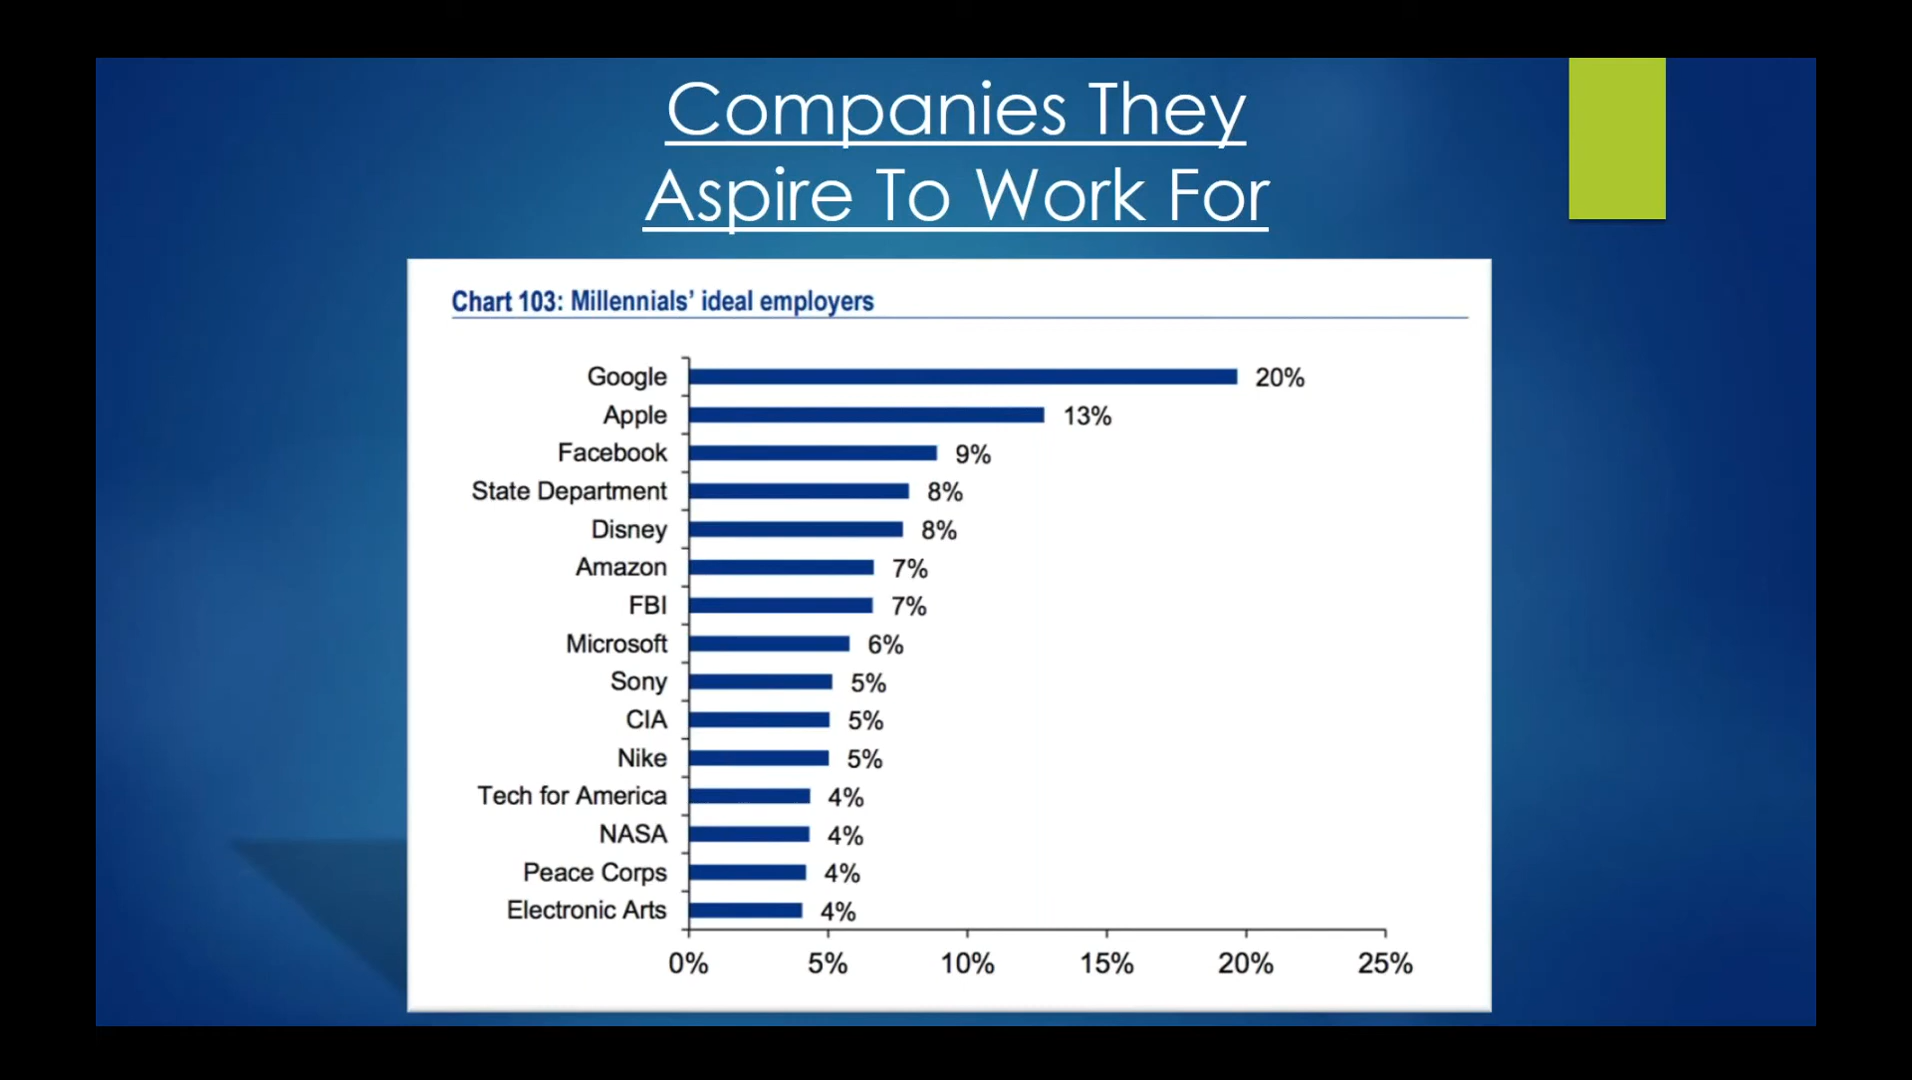 Companies They
Aspire To Work For
Chart 103: Millennials’ ideal employers
Google 20%
Apple 13%
Facebook 9%
State Department 8%
Disney 8%
Amazon 7%
FBI 7%
Microsoft 6%
Sony 5%
CIA 5%
Nike 5%
Tech for America 4%
NASA 4%
Peace Corps 4%
Electronic Arts 4%
0% 5% 10% 15% 20% 25%